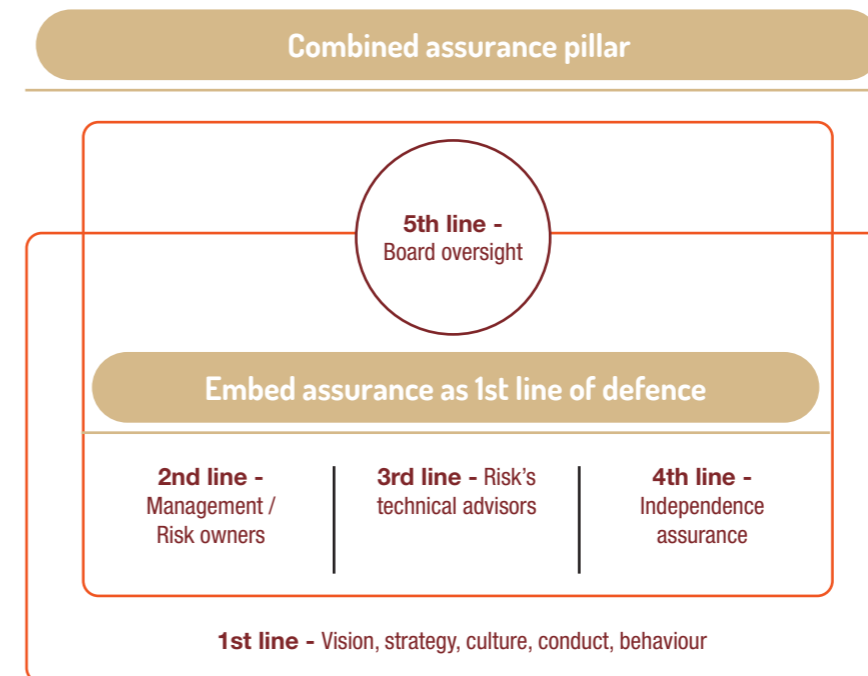 Combined assurance pillar
5th line -
Board oversight
Embed assurance as 1st line of defence
2nd line -
Management /
Risk owners
3rd line - Risk's
technical advisors
4th line -
Independence
assurance
1st line - Vision, strategy, culture, conduct, behaviour